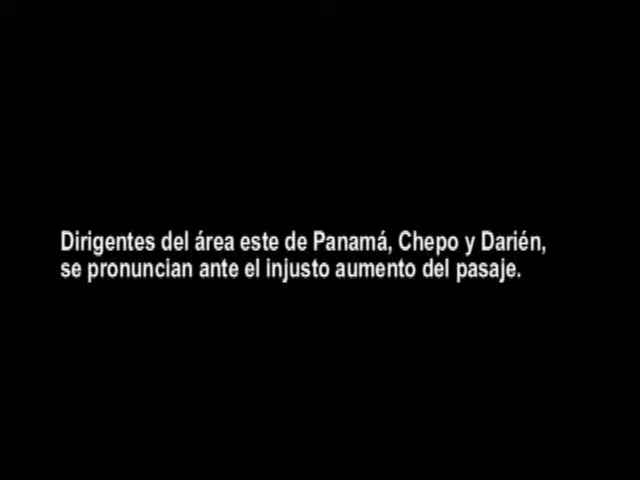 Dirigentes del área este de Panamá, Chepo y Darién,
se pronuncian ante el injusto aumento del pasaje.